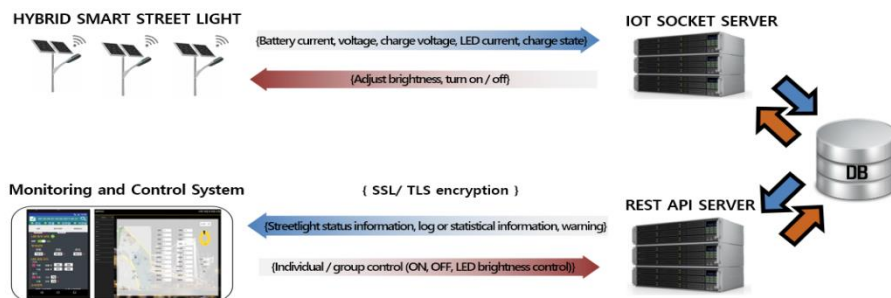 HYBRID SMART STREET LIGHT
IOT SOCKET SERVER
{Battery current, voltage, charge voltage, LED current, charge state}
{Adjust brightness, turn on / off}
DB
Monitoring and Control System
{ SSL/ TLS encryption }
REST API SERVER
{Streetlight status information, log or statistical information, warning}
{Individual / group control (ON, OFF, LED brightness control)}